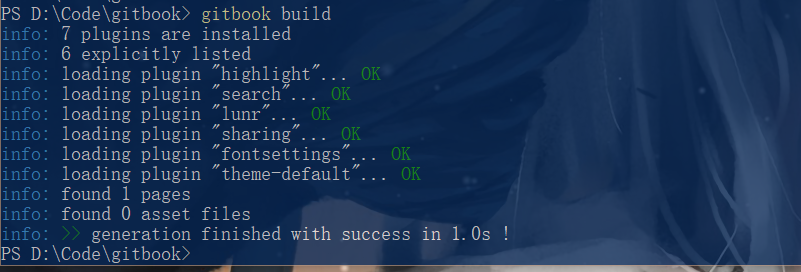 PS D:\Code\gitbook> gitbook build
info: 7 plugins are installed
info: 6 explicitly listed
info: loading plugin "highlight"... OK
info: loading plugin "search"... OK
info: loading plugin "lunr"... OK
info: loading plugin "sharing"... OK
info: loading plugin "fontsettings"... OK
info: loading plugin "theme-default"... OK
info: found 1 pages
info: found 0 asset files
info: >> generation finished with success in 1.0s !
PS D:\Code\gitbook>